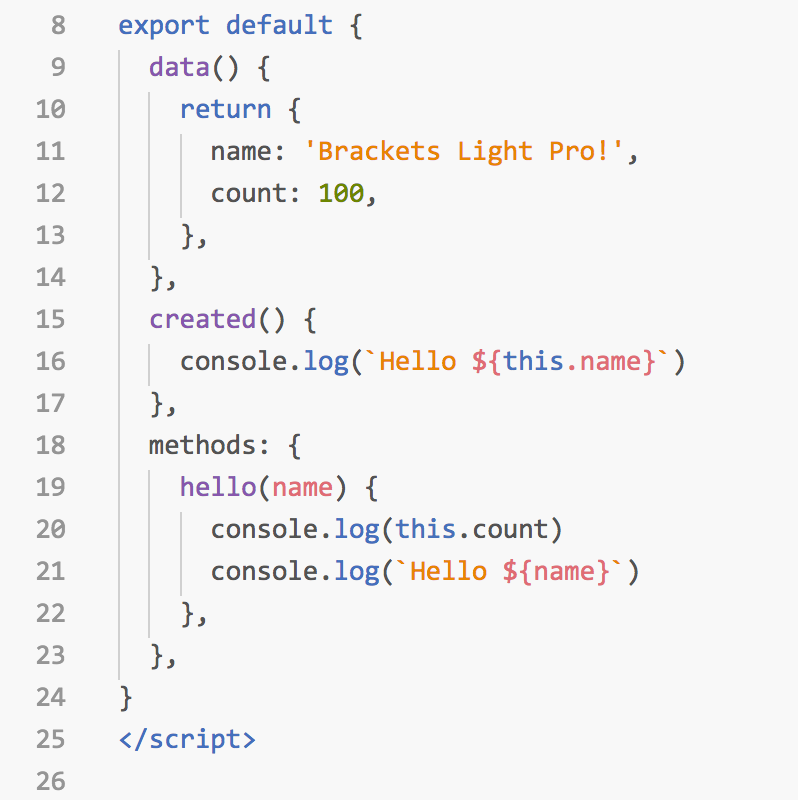 8 export default {
9   data() {
10     return {
11       name: 'Brackets Light Pro!',
12       count: 100,
13     },
14   },
15   created() {
16     console.log(`Hello ${this.name}`)
17   },
18   methods: {
19     hello(name) {
20       console.log(this.count)
21       console.log(`Hello ${name}`)
22     },
23   },
24 }
25 </script>
26